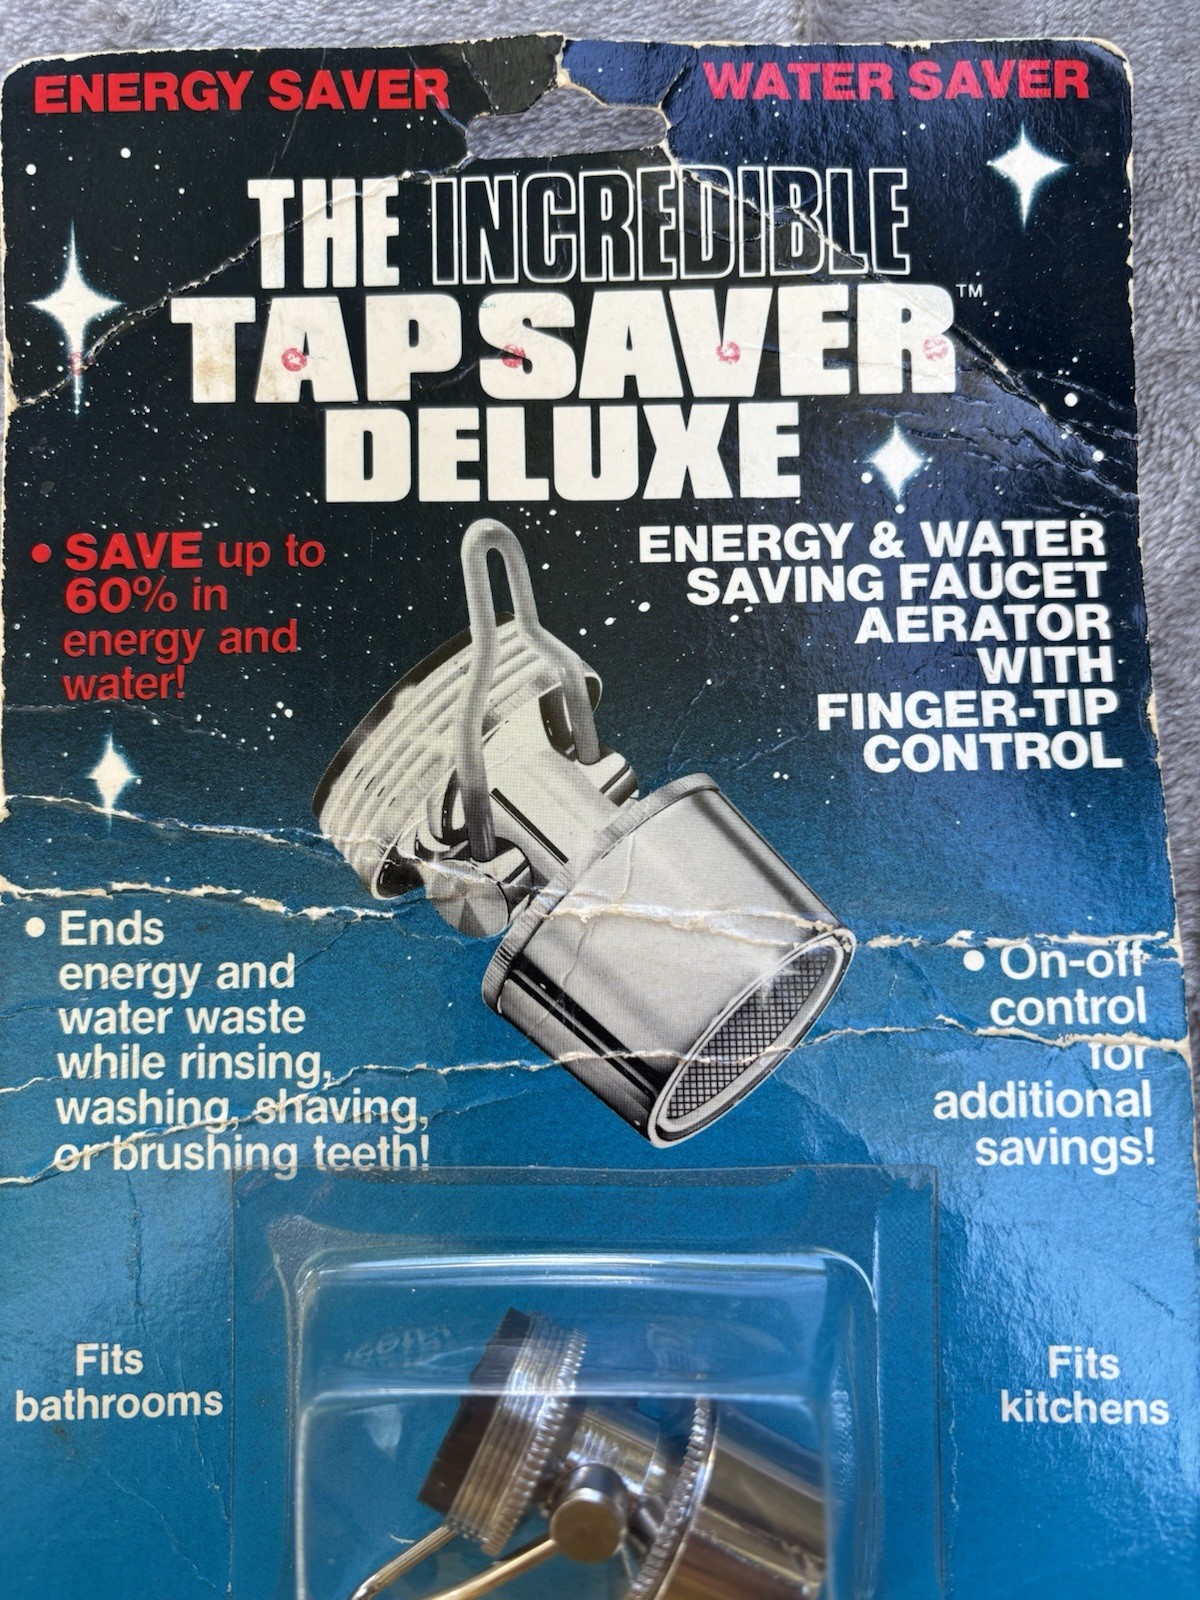 ENERGY SAVER
WATER SAVER
THE INCREDIBLE
TAP SAVER™
DELUXE
• SAVE up to
60% in
energy and
water!
ENERGY & WATER
SAVING FAUCET
AERATOR
WITH
FINGER-TIP
CONTROL
• Ends
energy and
water waste
while rinsing,
washing, shaving,
or brushing teeth!
• On-off
control
for
additional
savings!
Fits
bathrooms
Fits
kitchens